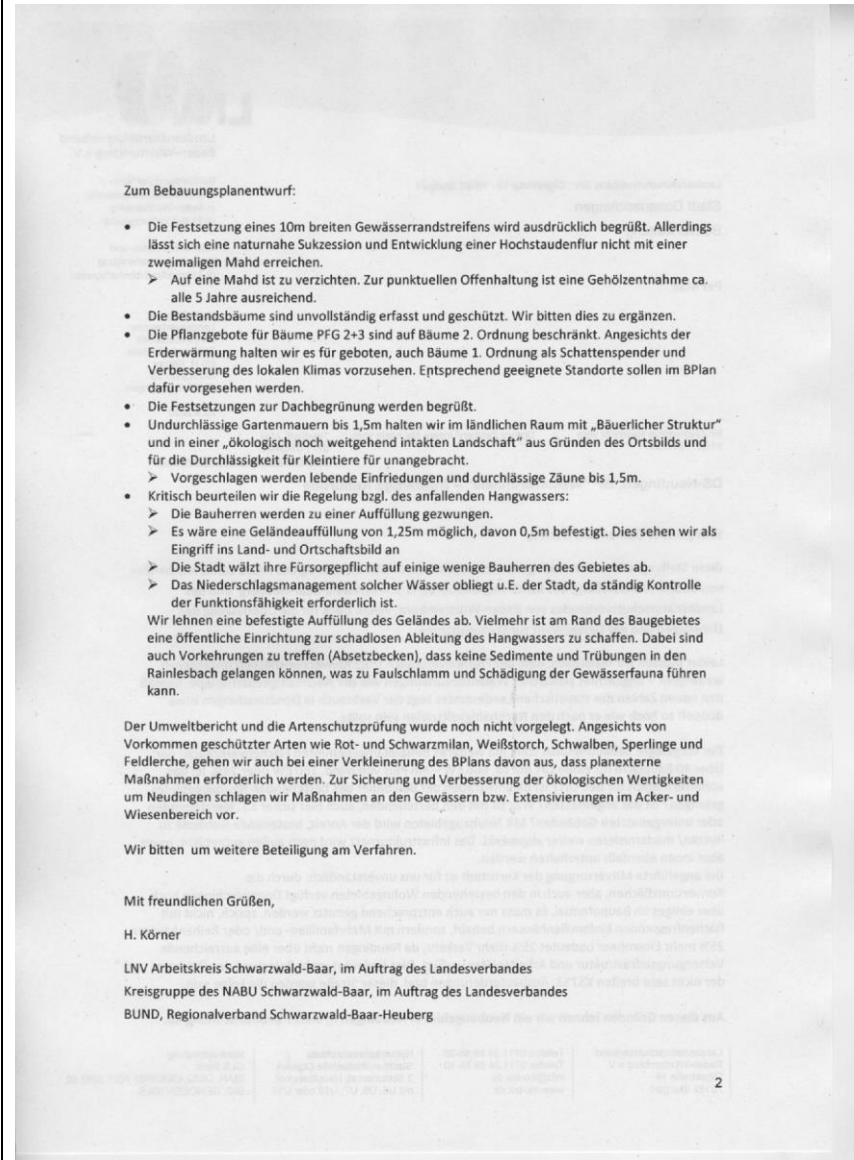 Zum Bebauungsplanentwurf:
• Die Festsetzung eines 10m breiten Gewässerrandstreifens wird ausdrücklich begrüßt. Allerdings
lässt sich eine naturnahe Sukzession und Entwicklung einer Hochstaudenflur nicht mit einer
zweimaligen Mahd erreichen.
➢ Auf eine Mahd ist zu verzichten. Zur punktuellen Offenhaltung ist eine Gehölzentnahme ca.
alle 5 Jahre ausreichend.
• Die Bestandsbäume sind unvollständig erfasst und geschützt. Wir bitten dies zu ergänzen.
• Die Pflanzgebote für Bäume PFG 2+3 sind auf Bäume 2. Ordnung beschränkt. Angesichts der
Erderwärmung halten wir es für geboten, auch Bäume 1. Ordnung als Schattenspender und
Verbesserung des lokalen Klimas vorzusehen. Entsprechend geeignete Standorte sollen im BPlan
dafür vorgesehen werden.
• Die Festsetzungen zur Dachbegrünung werden begrüßt.
• Undurchlässige Gartenmauern bis 1,5m halten wir im ländlichen Raum mit „Bäuerlicher Struktur"
und in einer „ökologisch noch weitgehend intakten Landschaft" aus Gründen des Ortsbilds und
für die Durchlässigkeit für Kleintiere für unangebracht.
➢ Vorgeschlagen werden lebende Einfriedungen und durchlässige Zäune bis 1,5m.
• Kritisch beurteilen wir die Regelung bzgl. des anfallenden Hangwassers:
➢ Die Bauherren werden zu einer Auffüllung gezwungen.
➢ Es wäre eine Geländeauffüllung von 1,25m möglich, davon 0,5m befestigt. Dies sehen wir als
Eingriff ins Land- und Ortschaftsbild an
➢ Die Stadt wälzt ihre Fürsorgepflicht auf einige wenige Bauherren des Gebietes ab.
➢ Das Niederschlagsmanagement solcher Wässer obliegt u.E. der Stadt, da ständig Kontrolle
der Funktionsfähigkeit erforderlich ist.
Wir lehnen eine befestigte Auffüllung des Geländes ab. Vielmehr ist am Rand des Baugebietes
eine öffentliche Einrichtung zur schadlosen Ableitung des Hangwassers zu schaffen. Dabei sind
auch Vorkehrungen zu treffen (Absetzbecken), dass keine Sedimente und Trübungen in den
Rainlesbach gelangen können, was zu Faulschlamm und Schädigung der Gewässerfauna führen
kann.
Der Umweltbericht und die Artenschutzprüfung wurde noch nicht vorgelegt. Angesichts von
Vorkommen geschützter Arten wie Rot- und Schwarzmilan, Weißstorch, Schwalben, Sperlinge und
Feldlerche, gehen wir auch bei einer Verkleinerung des BPlans davon aus, dass planexterne
Maßnahmen erforderlich werden. Zur Sicherung und Verbesserung der ökologischen Wertigkeiten
um Neudingen schlagen wir Maßnahmen an den Gewässern bzw. Extensivierungen im Acker- und
Wiesenbereich vor.
Wir bitten um weitere Beteiligung am Verfahren.
Mit freundlichen Grüßen,
H. Körner
LNV Arbeitskreis Schwarzwald-Baar, im Auftrag des Landesverbandes
Kreisgruppe des NABU Schwarzwald-Baar, im Auftrag des Landesverbandes
BUND, Regionalverband Schwarzwald-Baar-Heuberg
2